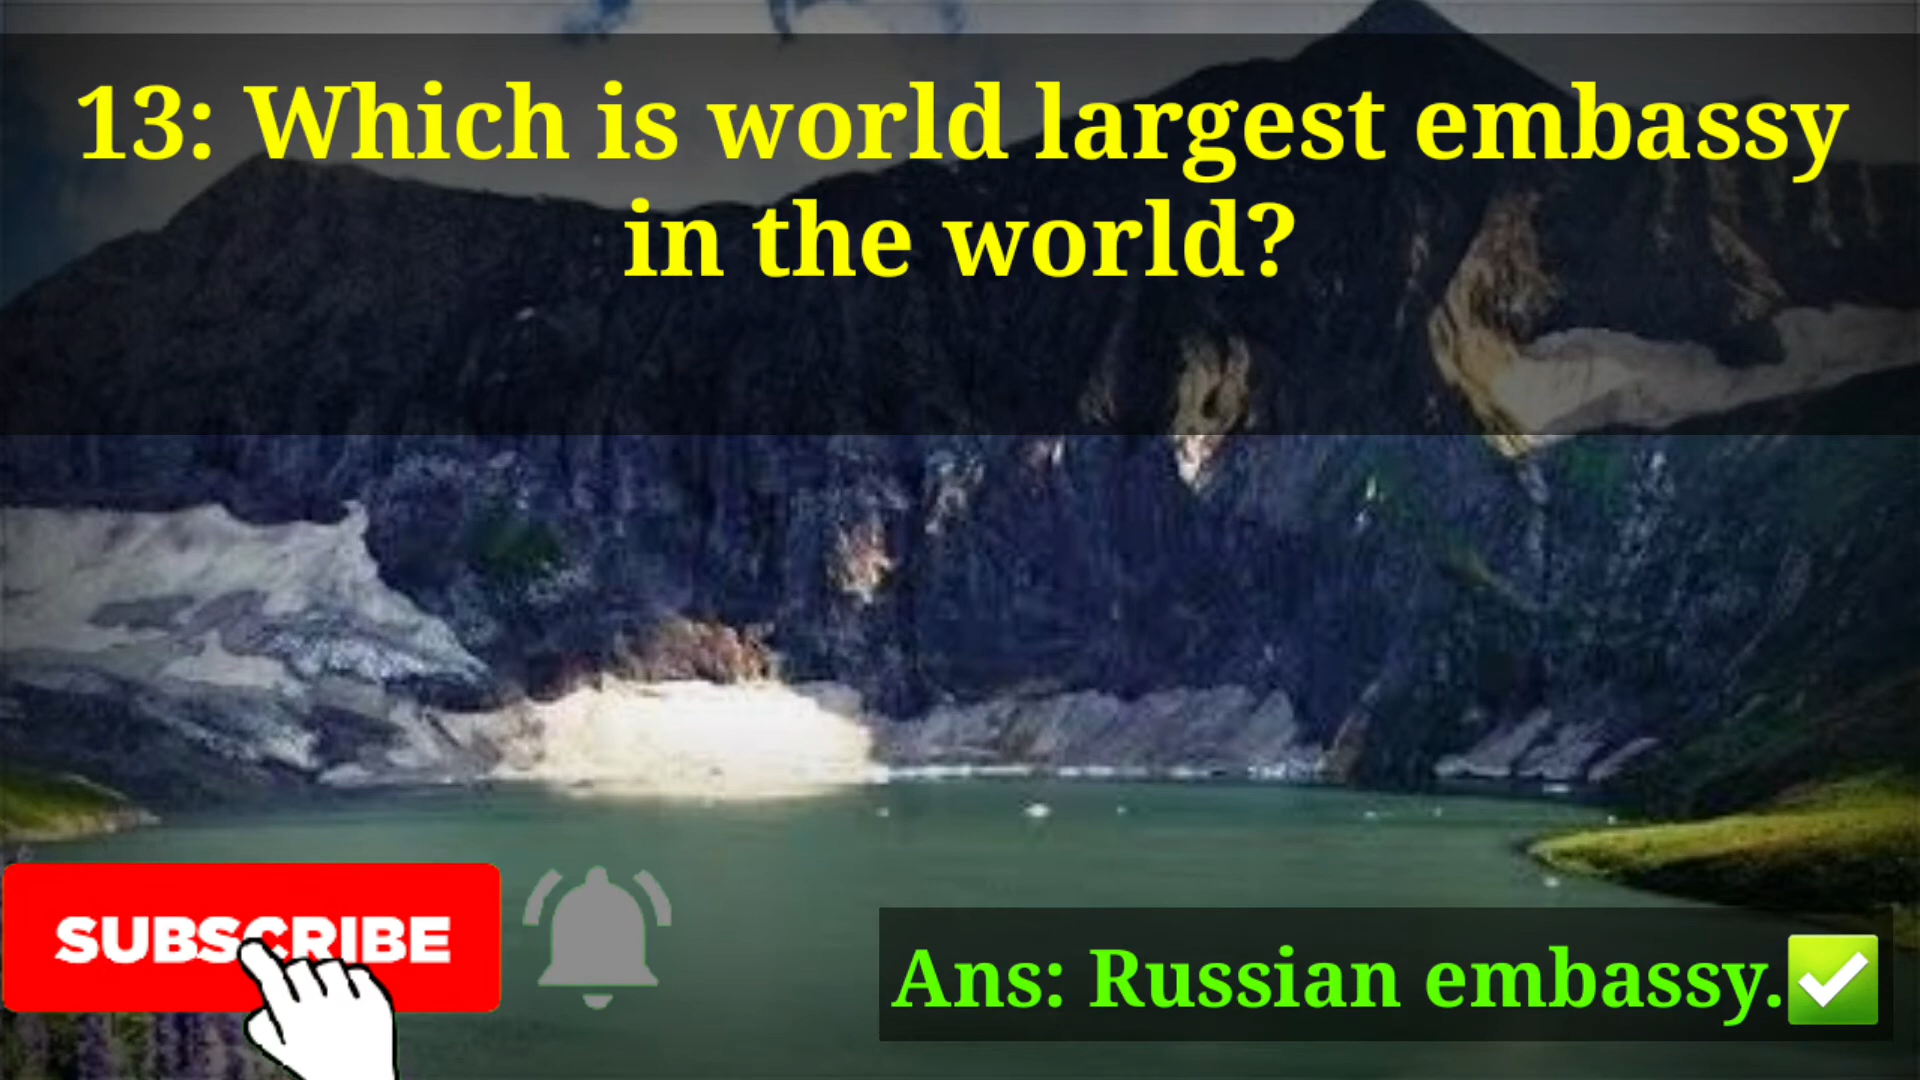 13: Which is world largest embassy
in the world?
SUBSCRIBE
Ans: Russian embassy.✅